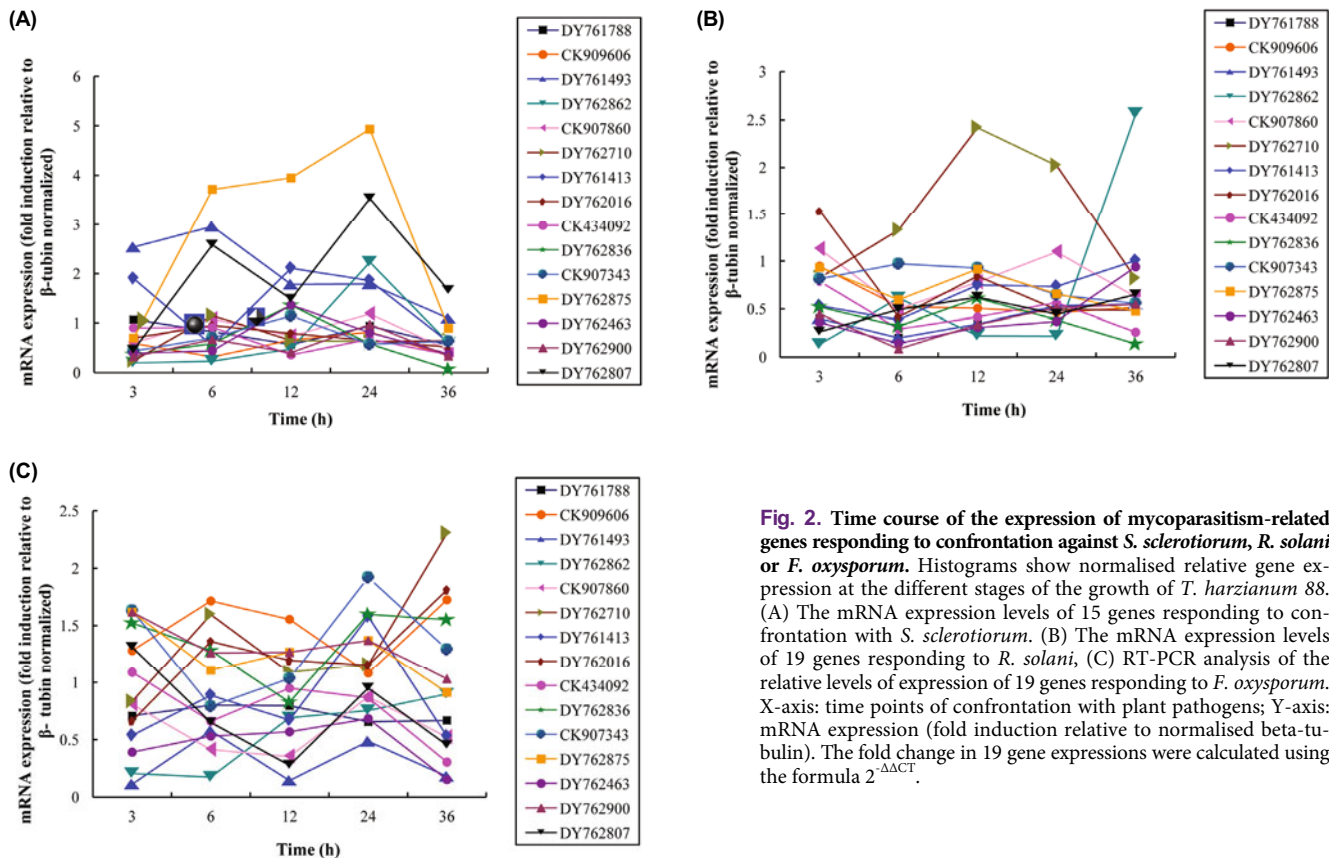 (A)
mRNA expression (fold induction relative to
β-tubin normalized)
6
5
4
3
2
1
0
3 6 12 24 36
Time (h)
DY761788
CK909606
DY761493
DY762862
CK907860
DY762710
DY761413
DY762016
CK434092
DY762836
CK907343
DY762875
DY762463
DY762900
DY762807
(B)
mRNA expression (fold induction relative to
β-tubin normalized)
3
2.5
2
1.5
1
0.5
0
3 6 12 24 36
Time (h)
DY761788
CK909606
DY761493
DY762862
CK907860
DY762710
DY761413
DY762016
CK434092
DY762836
CK907343
DY762875
DY762463
DY762900
DY762807
(C)
mRNA expression (fold induction relative to
β- tubin normalized)
2.5
2
1.5
1
0.5
0
3 6 12 24 36
Time (h)
DY761788
CK909606
DY761493
DY762862
CK907860
DY762710
DY761413
DY762016
CK434092
DY762836
CK907343
DY762875
DY762463
DY762900
DY762807
Fig. 2. Time course of the expression of mycoparasitism-related
genes responding to confrontation against S. sclerotiorum, R. solani
or F. oxysporum. Histograms show normalised relative gene ex-
pression at the different stages of the growth of T. harzianum 88.
(A) The mRNA expression levels of 15 genes responding to con-
frontation with S. sclerotiorum. (B) The mRNA expression levels
of 19 genes responding to R. solani, (C) RT-PCR analysis of the
relative levels of expression of 19 genes responding to F. oxysporum.
X-axis: time points of confrontation with plant pathogens; Y-axis:
mRNA expression (fold induction relative to normalised beta-tu-
bulin). The fold change in 19 gene expressions were calculated using
the formula 2-ΔΔCT.